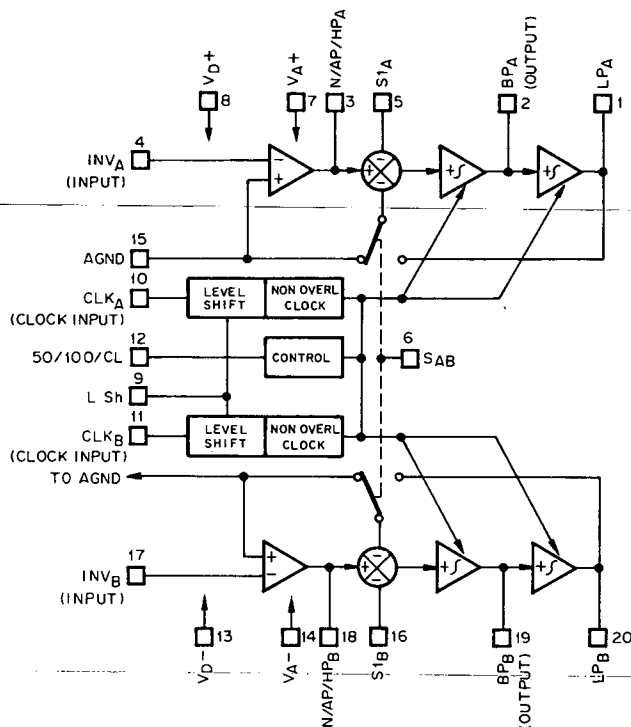 VD+
8
VA+
7
N/AP/HPA
3
S1A
5
BPA
(OUTPUT)
2
LPA
1
4
INVA
(INPUT)
−
+
+
−
−
+∫
+∫
15
AGND
10
CLKA
(CLOCK INPUT)
LEVEL
SHIFT
NON OVERL
CLOCK
12
50/100/CL
CONTROL
6
SAB
9
L Sh
11
CLKB
(CLOCK INPUT)
LEVEL
SHIFT
NON OVERL
CLOCK
TO AGND
17
INVB
(INPUT)
+
−
+
−
−
+∫
+∫
13
VD−
14
VA−
18
N/AP/HPB
16
S1B
19
BPB
(OUTPUT)
20
LPB